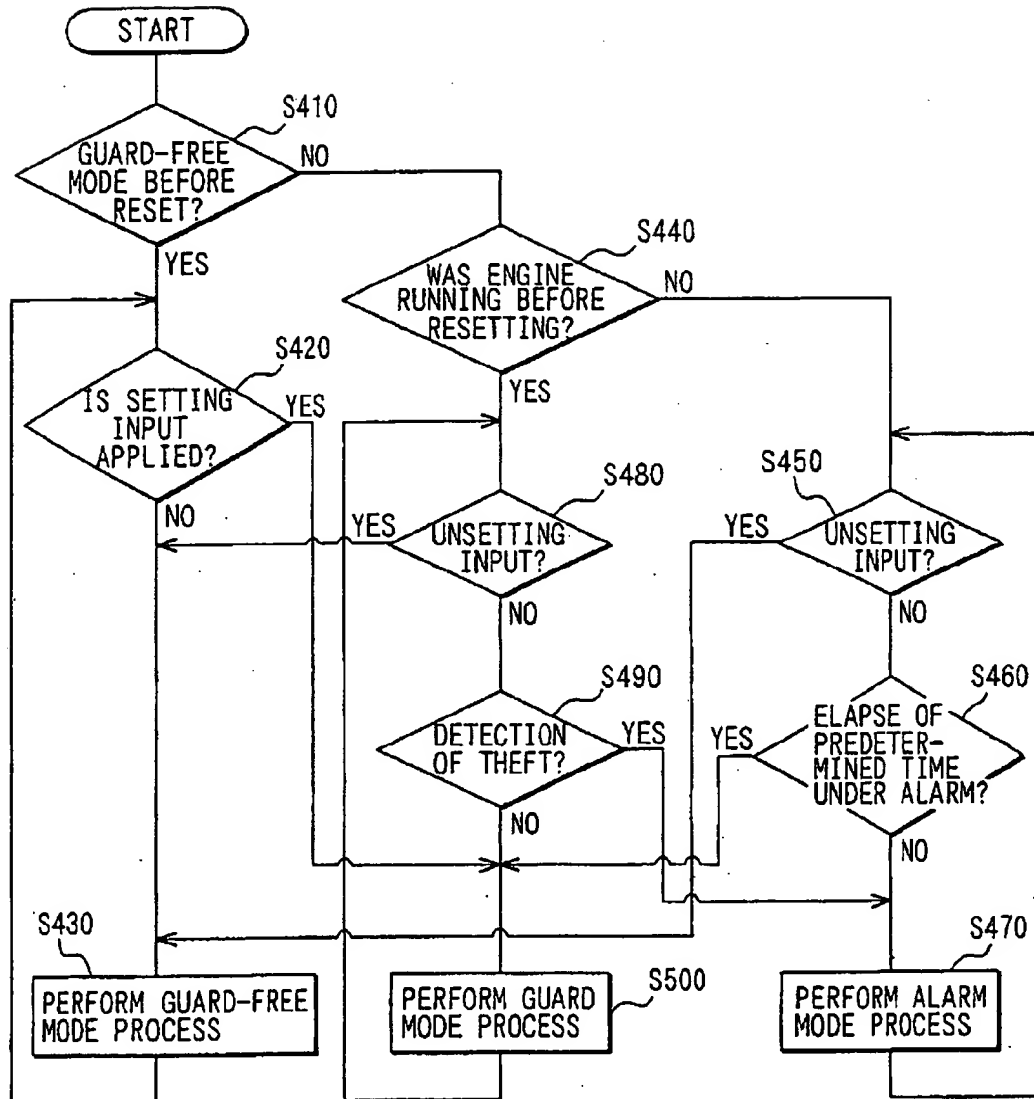 START
S410
GUARD-FREE
MODE BEFORE
RESET?
NO
YES
S440
WAS ENGINE
RUNNING BEFORE
RESETTING?
NO
YES
S420
IS SETTING
INPUT
APPLIED?
YES
NO
S480
YES
UNSETTING
INPUT?
NO
S450
YES
UNSETTING
INPUT?
NO
S490
DETECTION
OF THEFT?
YES
NO
S460
ELAPSE OF
PREDETER-
MINED TIME
UNDER ALARM?
YES
NO
S430
PERFORM GUARD-FREE
MODE PROCESS
S500
PERFORM GUARD
MODE PROCESS
S470
PERFORM ALARM
MODE PROCESS